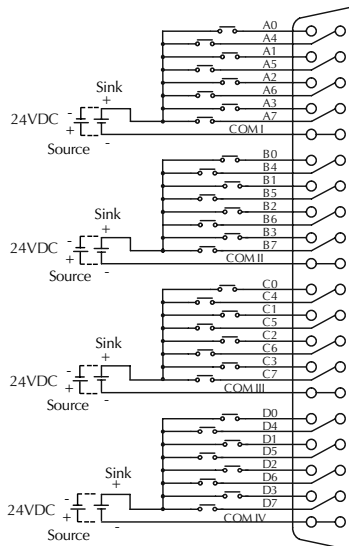 A0
A4
A1
A5
A2
A6
A3
A7
COM I
Sink
+
-
24VDC
+
Source
-
B0
B4
B1
B5
B2
B6
B3
B7
COM II
Sink
+
-
24VDC
+
Source
-
C0
C4
C1
C5
C2
C6
C3
C7
COM III
Sink
+
-
24VDC
+
Source
-
D0
D4
D1
D5
D2
D6
D3
D7
COM IV
Sink
+
-
24VDC
+
Source
-